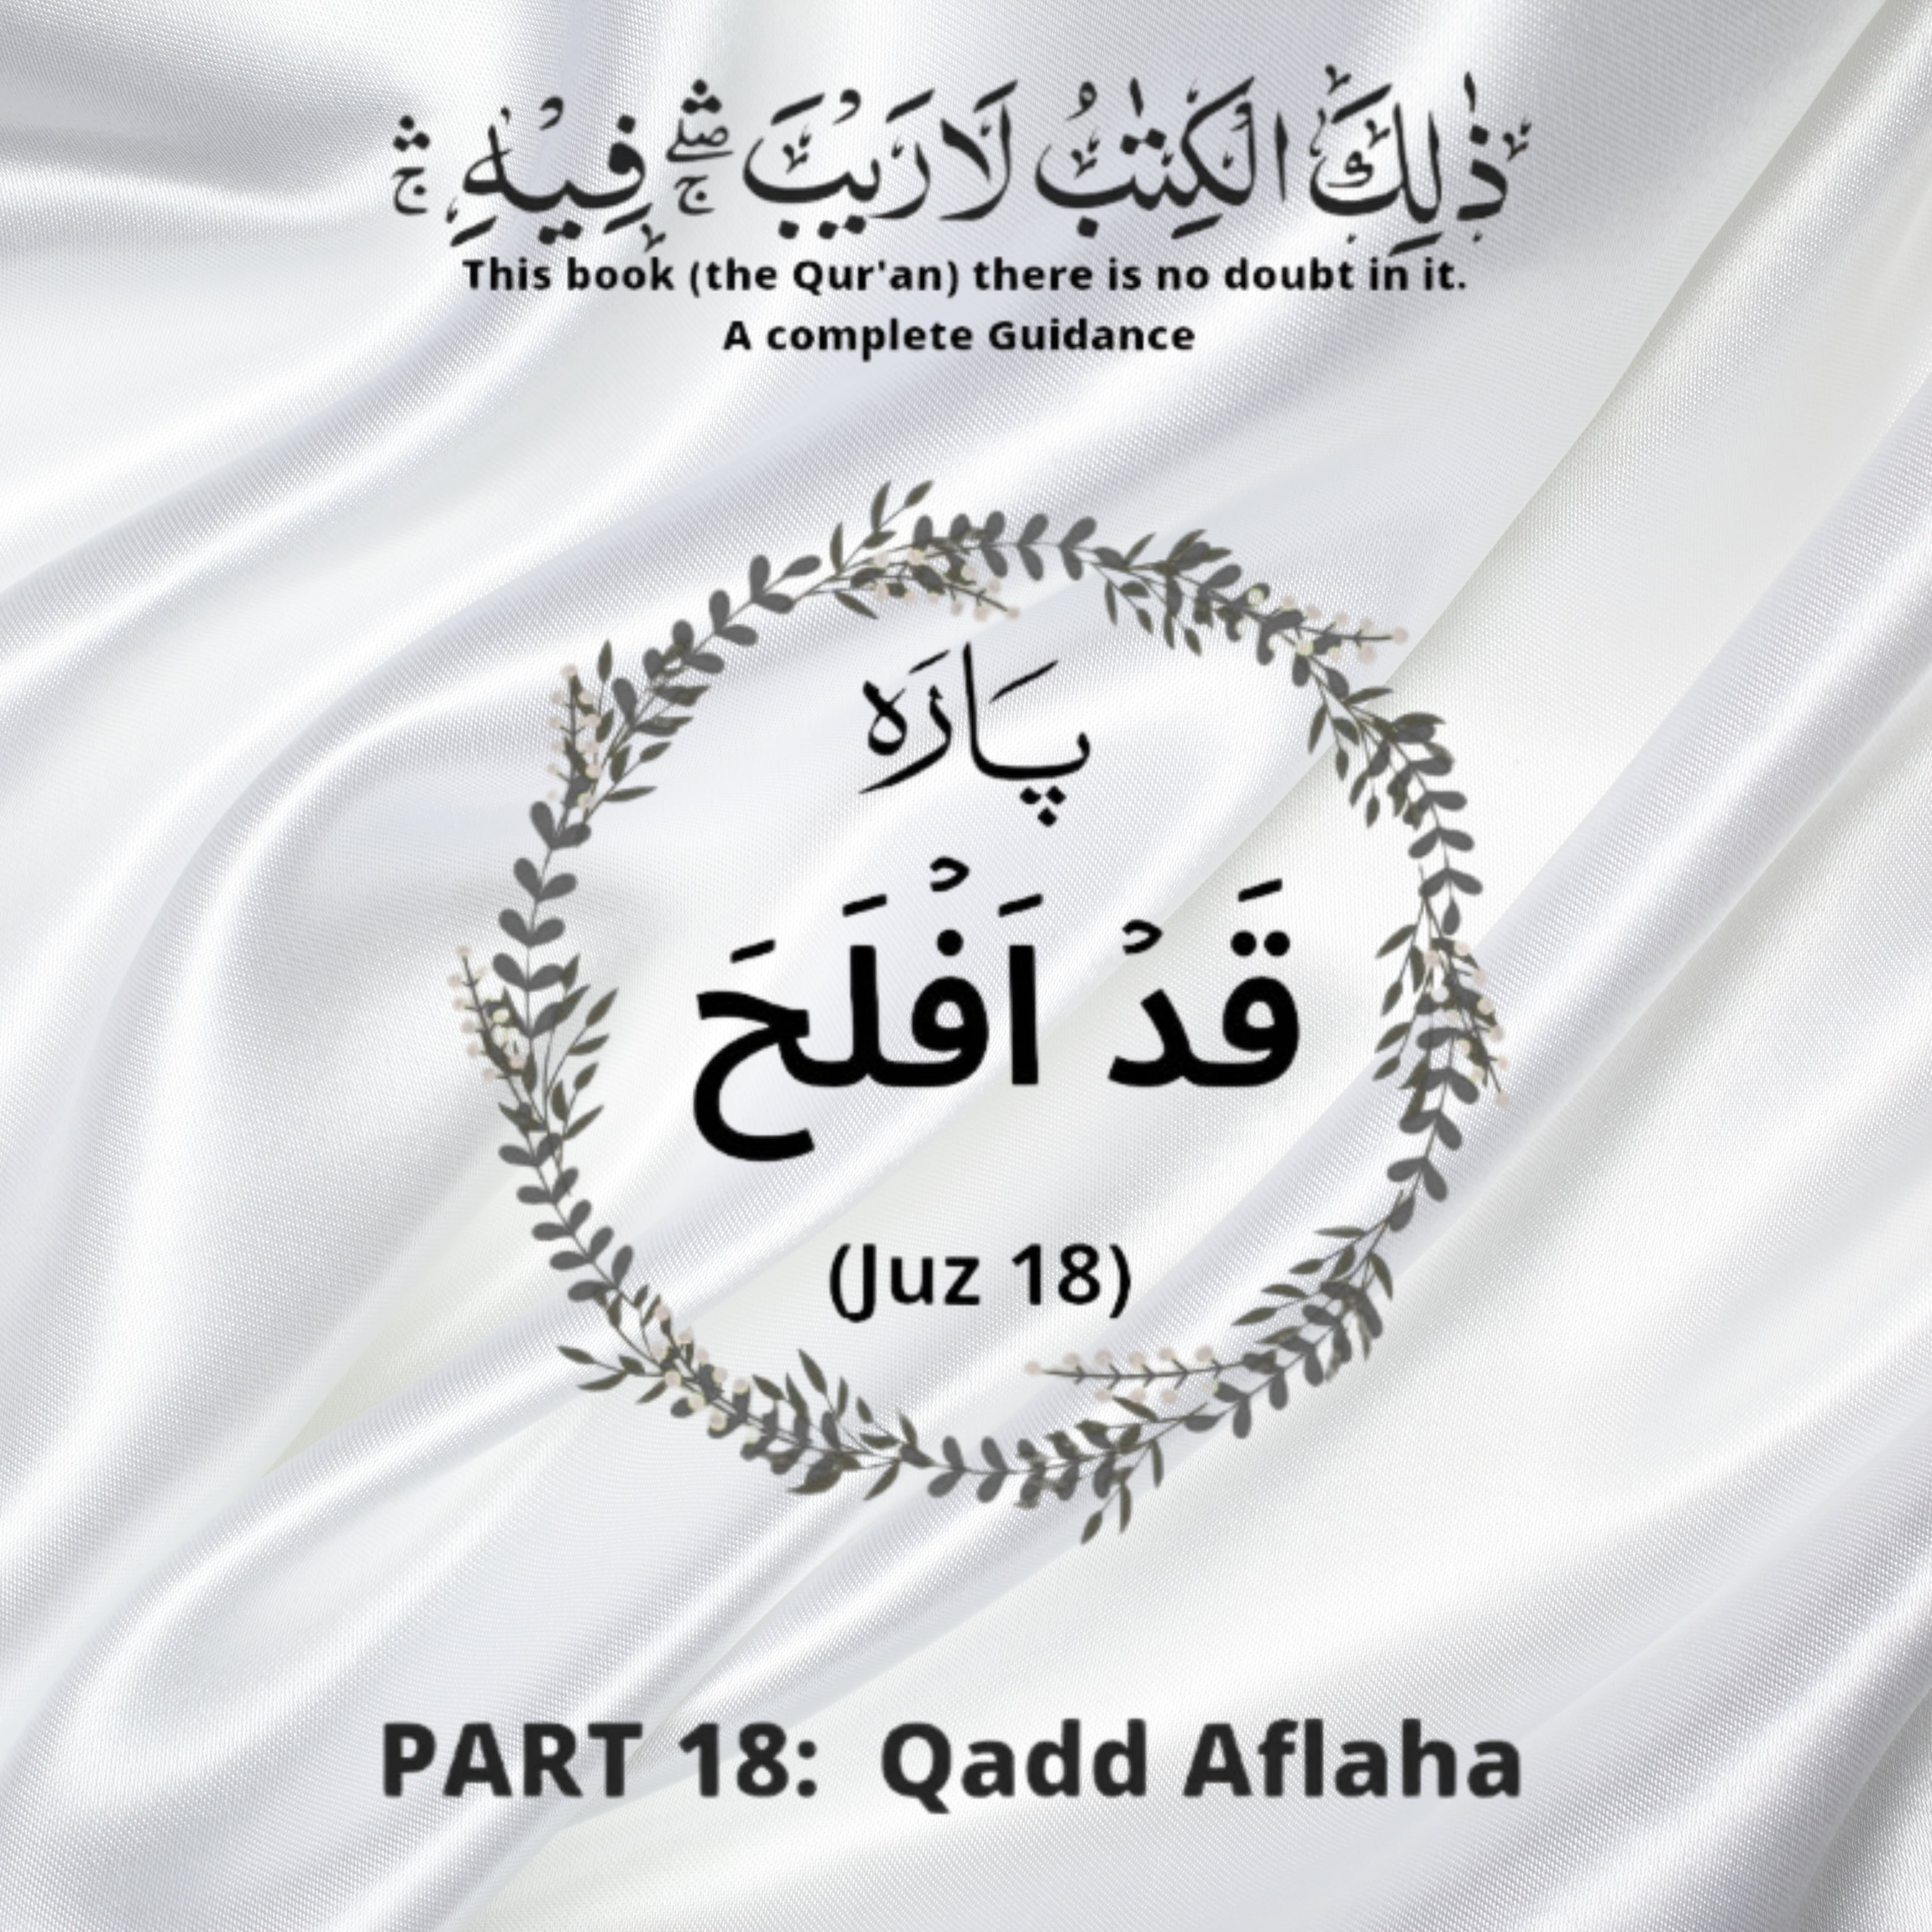 ذٰلِكَ الْكِتٰبُ لَا رَيْبَ ۛۖۚ فِيْهِ ۛۚ
This book (the Qur'an) there is no doubt in it.
A complete Guidance
پَارَہ
قَدْ اَفْلَحَ
(Juz 18)
PART 18: Qadd Aflaha